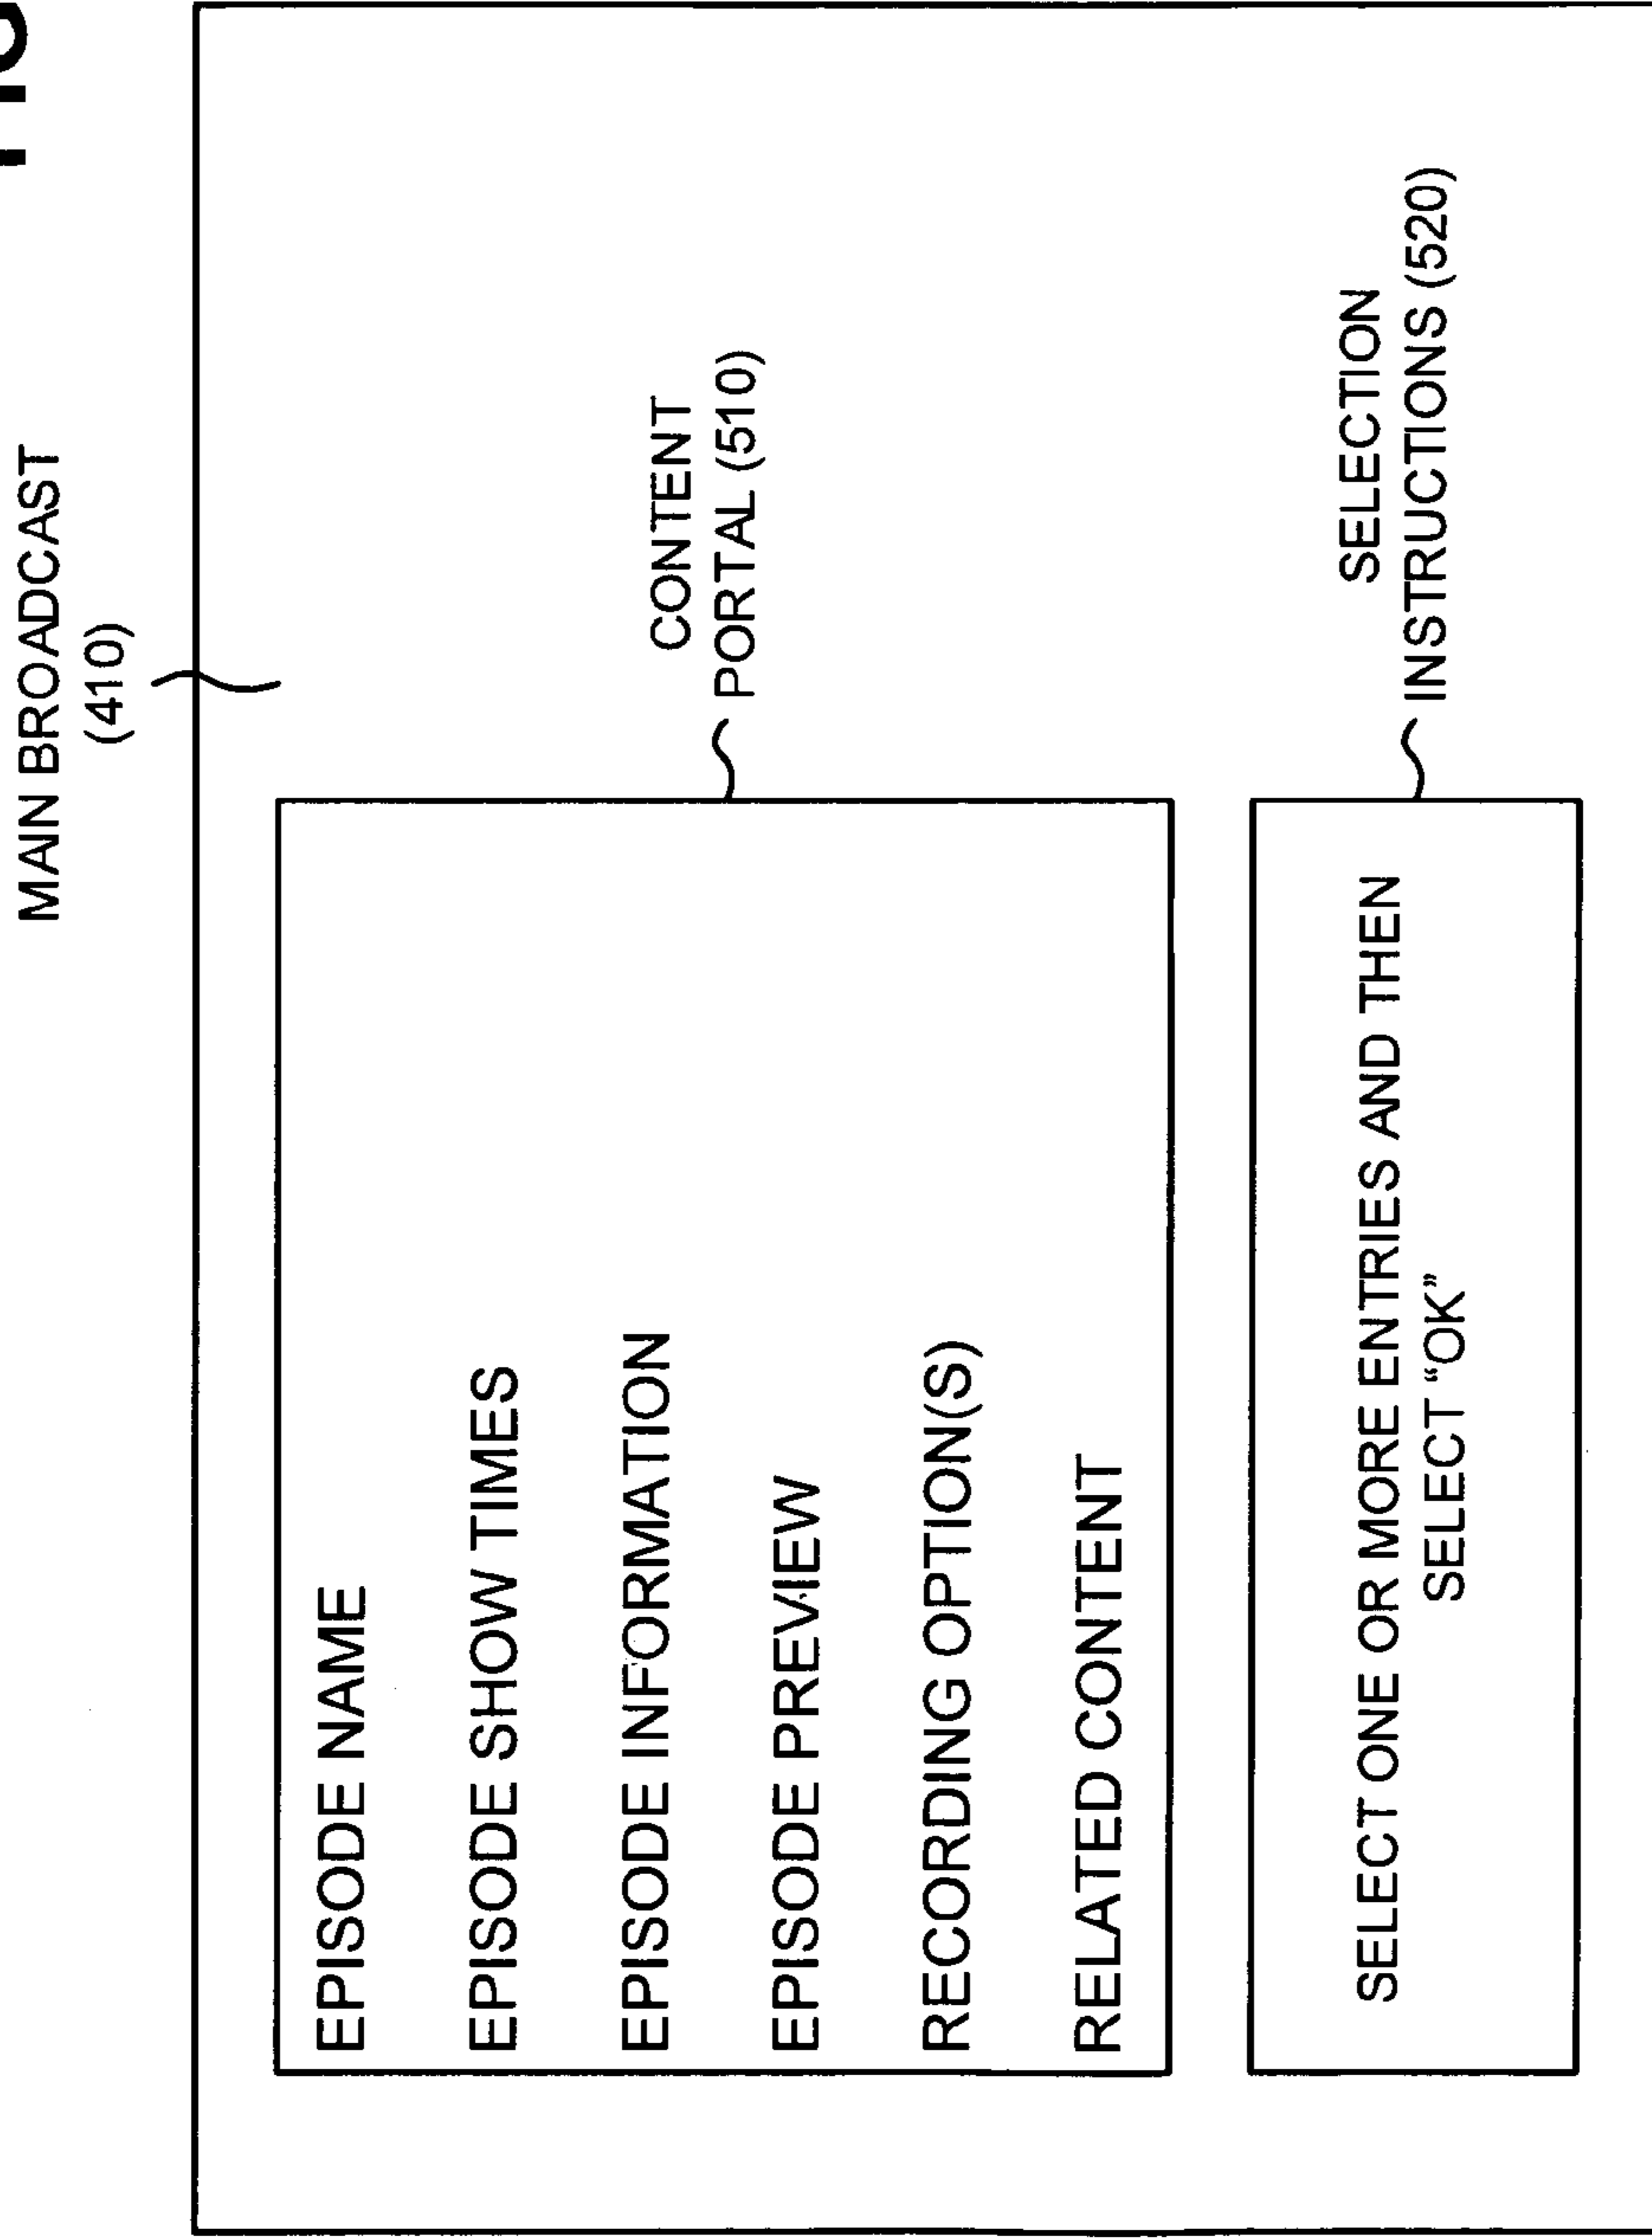 MAIN BROADCAST
(410)
EPISODE NAME
EPISODE SHOW TIMES
EPISODE INFORMATION
EPISODE PREVIEW
RECORDING OPTION(S)
RELATED CONTENT
CONTENT
PORTAL (510)
SELECT ONE OR MORE ENTRIES AND THEN
SELECT “OK”
SELECTION
INSTRUCTIONS (520)